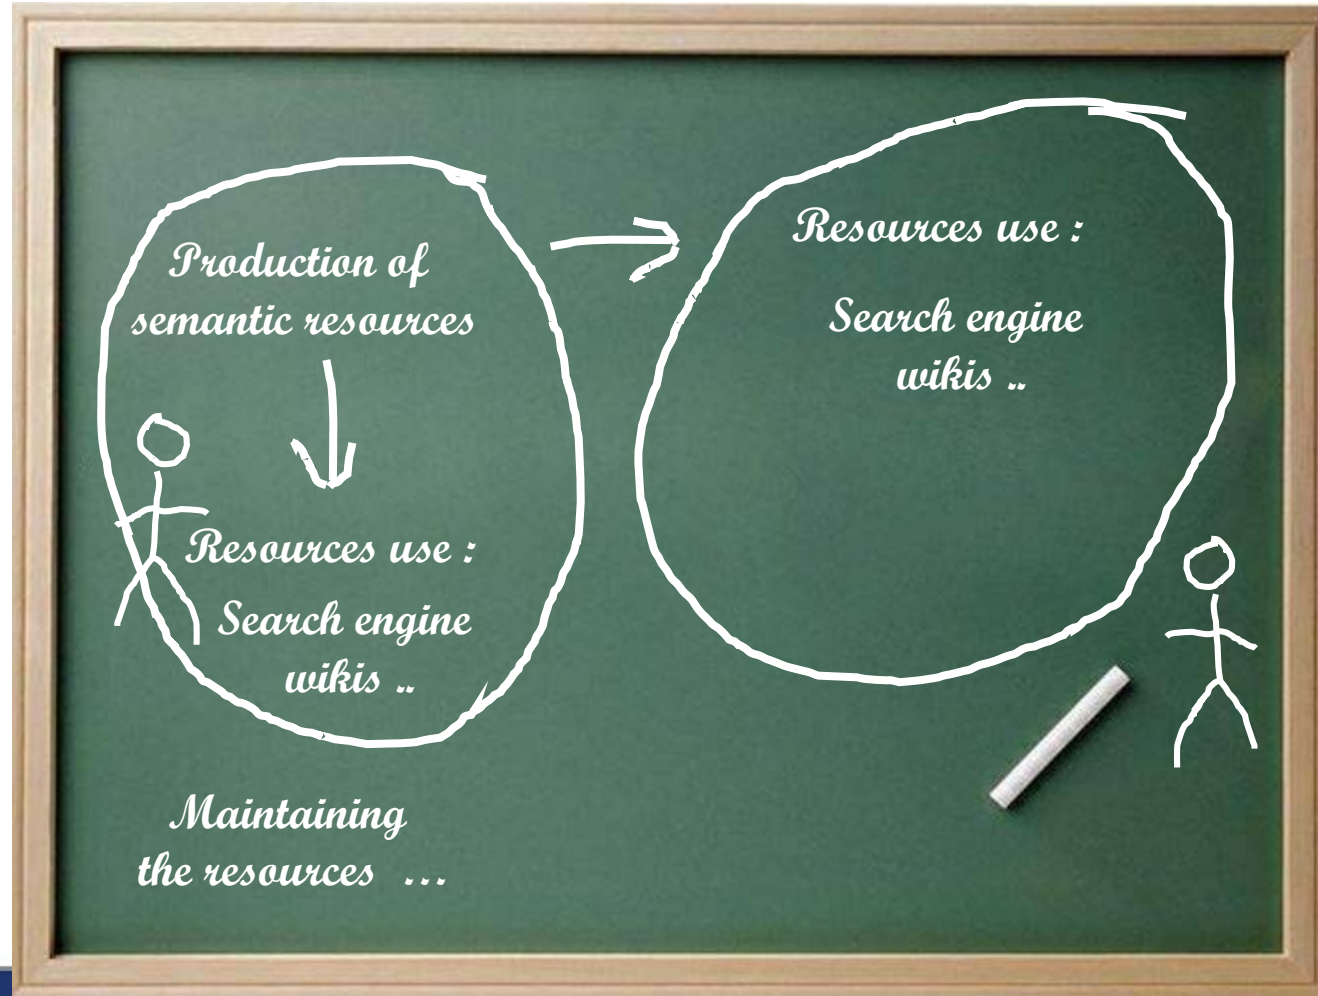 Production of
semantic resources
Resources use :
Search engine
wikis ..
Maintaining
the resources ...
Resources use :
Search engine
wikis ..